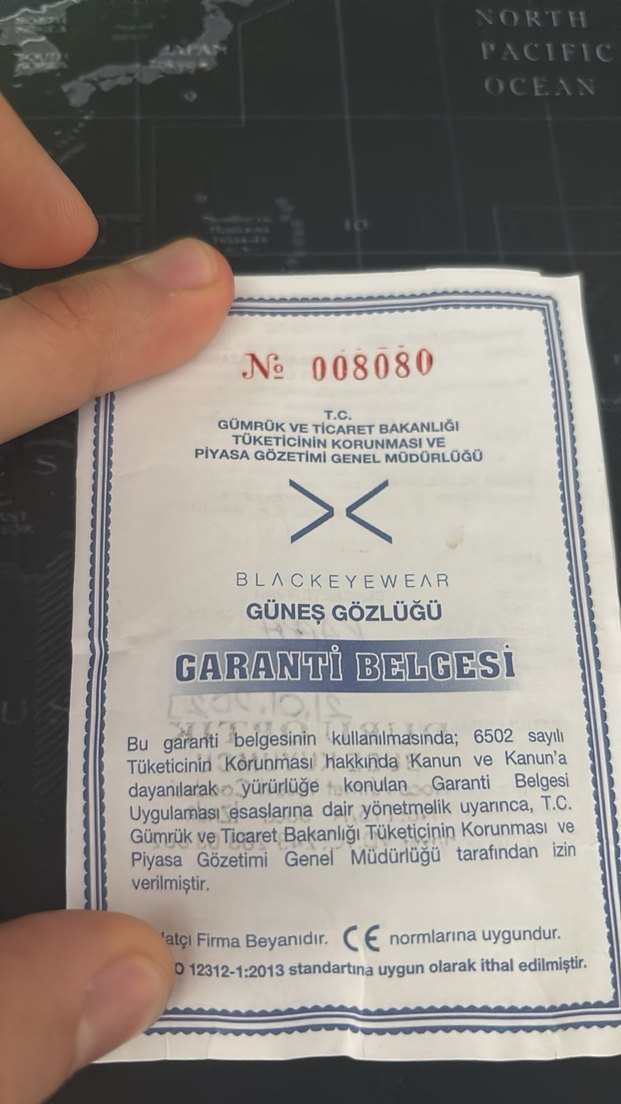 NORTH
PACIFIC
OCEAN
JAPAN
№ 008080
T.C.
GÜMRÜK VE TİCARET BAKANLIĞI
TÜKETİCİNİN KORUNMASI VE
PİYASA GÖZETİMİ GENEL MÜDÜRLÜĞÜ
BLACKEYEWEAR
GÜNEŞ GÖZLÜĞÜ
GARANTİ BELGESİ
Bu garanti belgesinin kullanılmasında; 6502 sayılı
Tüketicinin Korunması hakkında Kanun ve Kanun'a
dayanılarak yürürlüğe konulan Garanti Belgesi
Uygulaması esaslarına dair yönetmelik uyarınca, T.C.
Gümrük ve Ticaret Bakanlığı Tüketicinin Korunması ve
Piyasa Gözetimi Genel Müdürlüğü tarafından izin
verilmiştir.
Firma Beyanıdır. CE normlarına uygundur.
12312-1:2013 standartına uygun olarak ithal edilmiştir.